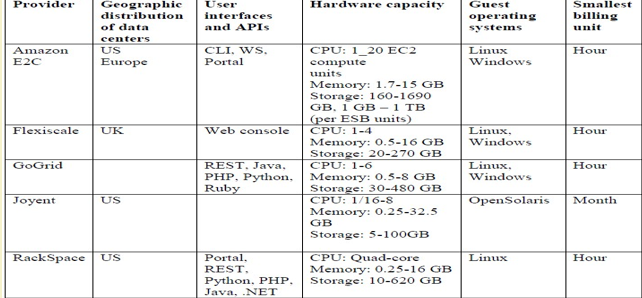 Provider
Geographic
distribution
of data
centers
User
interfaces
and APIs
Hardware capacity
Guest
operating
systems
Smallest
billing
unit
Amazon
E2C
US
Europe
CLI, WS,
Portal
CPU: 1_20 EC2
compute
units
Memory: 1.7-15 GB
Storage: 160-1690
GB, 1 GB – 1 TB
(per ESB units)
Linux
Windows
Hour
Flexiscale
UK
Web console
CPU: 1-4
Memory: 0.5-16 GB
Storage: 20-270 GB
Linux,
Windows
Hour
GoGrid
REST, Java,
PHP, Python,
Ruby
CPU: 1-6
Memory: 0.5-8 GB
Storage: 30-480 GB
Linux,
Windows
Hour
Joyent
US
CPU: 1/16-8
Memory: 0.25-32.5
GB
Storage: 5-100GB
OpenSolaris
Month
RackSpace
US
Portal,
REST,
Python, PHP,
Java, .NET
CPU: Quad-core
Memory: 0.25-16 GB
Storage: 10-620 GB
Linux
Hour